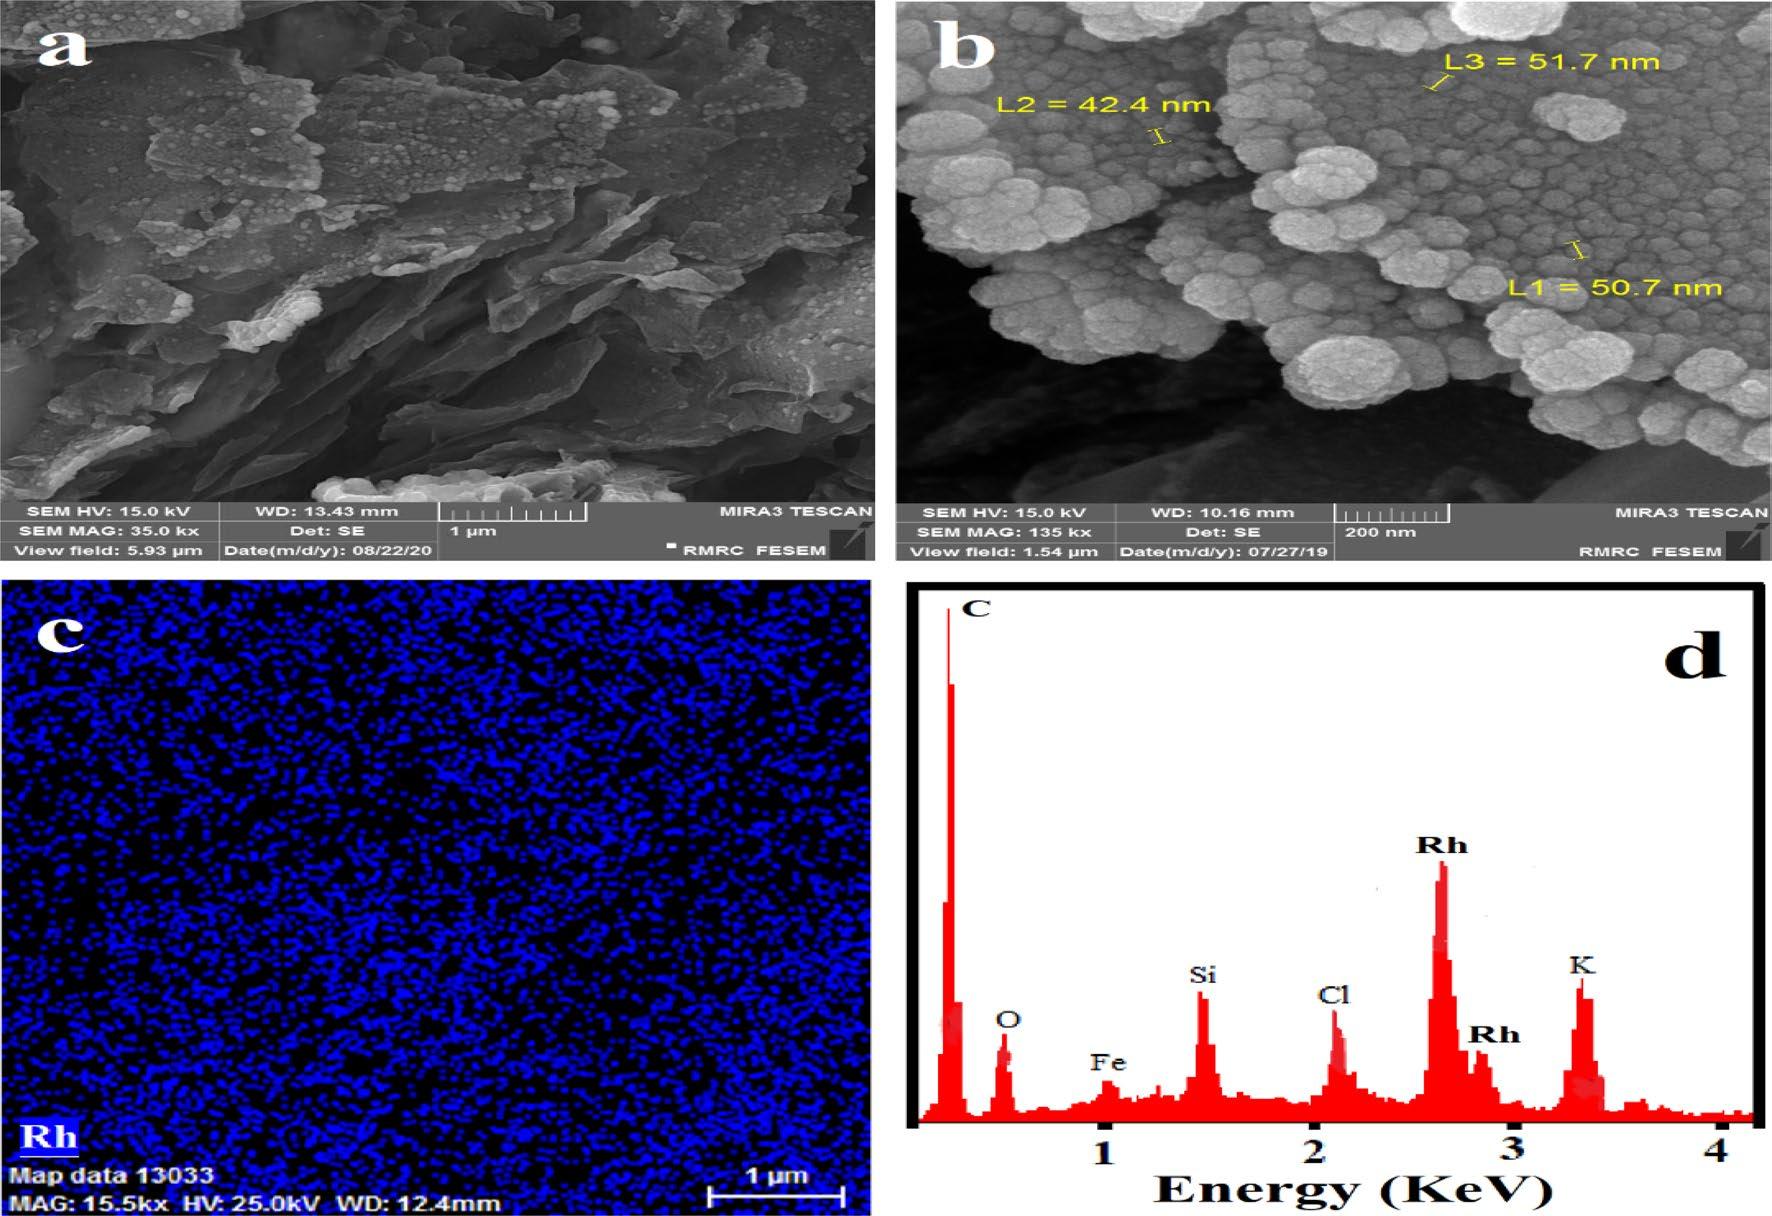 a
SEM HV: 15.0 kV WD: 13.43 mm MIRA3 TESCAN
SEM MAG: 35.0 kx Det: SE 1 µm
View field: 5.93 µm Date(m/d/y): 08/22/20 RMRC FESEM
b
L3 = 51.7 nm
L2 = 42.4 nm
L1 = 50.7 nm
SEM HV: 15.0 kV WD: 10.16 mm MIRA3 TESCAN
SEM MAG: 135 kx Det: SE 200 nm
View field: 1.54 µm Date(m/d/y): 07/27/19 RMRC FESEM
c
Rh
Map data 13033
MAG: 15.5kx HV: 25.0kV WD: 12.4mm
1 µm
d
C
O
Fe
Si
Cl
Rh
Rh
K
1 2 3 4
Energy (KeV)